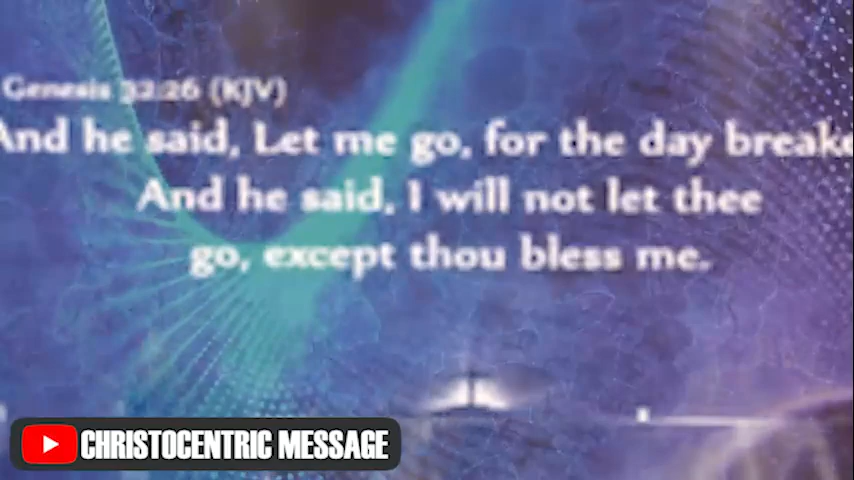 Genesis 32:26 (KJV)
And he said, Let me go, for the day breake
And he said, I will not let thee
go, except thou bless me.
CHRISTOCENTRIC MESSAGE